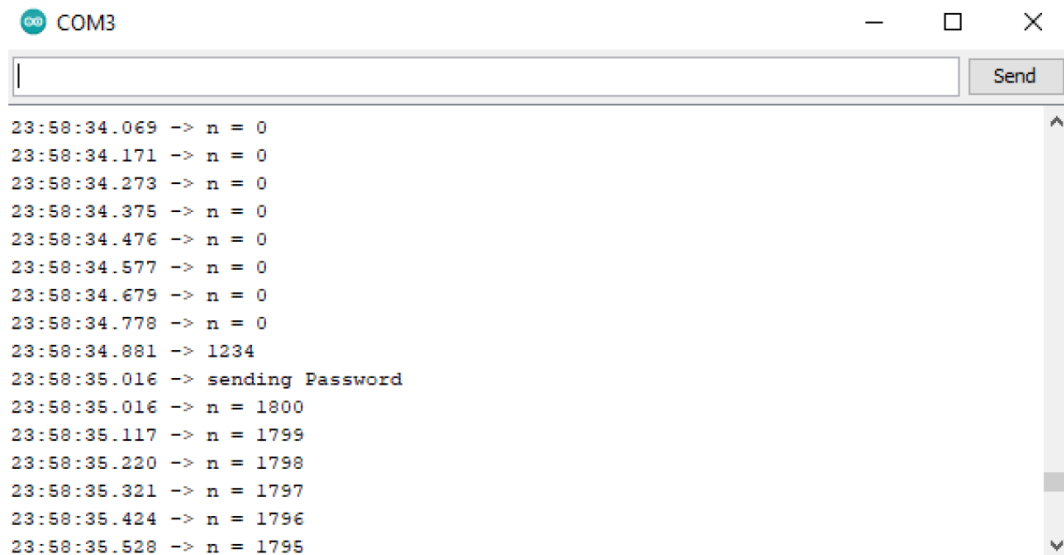 COM3
Send
23:58:34.069 -> n = 0
23:58:34.171 -> n = 0
23:58:34.273 -> n = 0
23:58:34.375 -> n = 0
23:58:34.476 -> n = 0
23:58:34.577 -> n = 0
23:58:34.679 -> n = 0
23:58:34.778 -> n = 0
23:58:34.881 -> 1234
23:58:35.016 -> sending Password
23:58:35.016 -> n = 1800
23:58:35.117 -> n = 1799
23:58:35.220 -> n = 1798
23:58:35.321 -> n = 1797
23:58:35.424 -> n = 1796
23:58:35.528 -> n = 1795